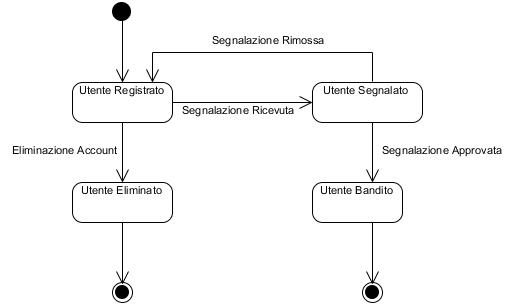 Segnalazione Rimossa
Utente Registrato
Utente Segnalato
Segnalazione Ricevuta
Eliminazione Account
Segnalazione Approvata
Utente Eliminato
Utente Bandito